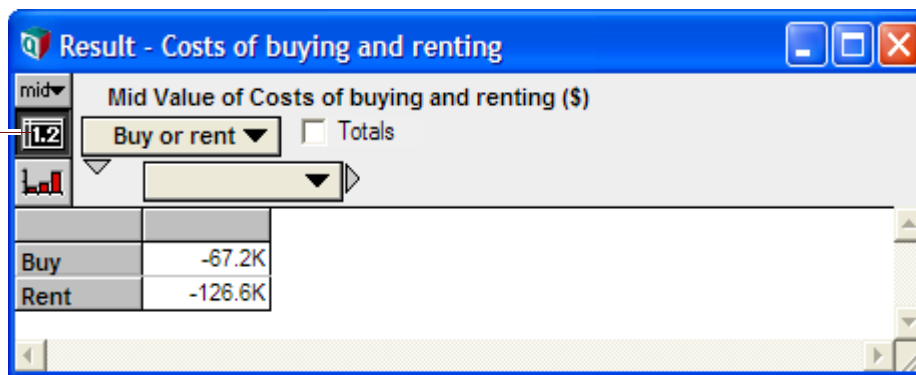 Result - Costs of buying and renting
mid
Mid Value of Costs of buying and renting ($)
1.2
Buy or rent
Totals
Buy -67.2K
Rent -126.6K